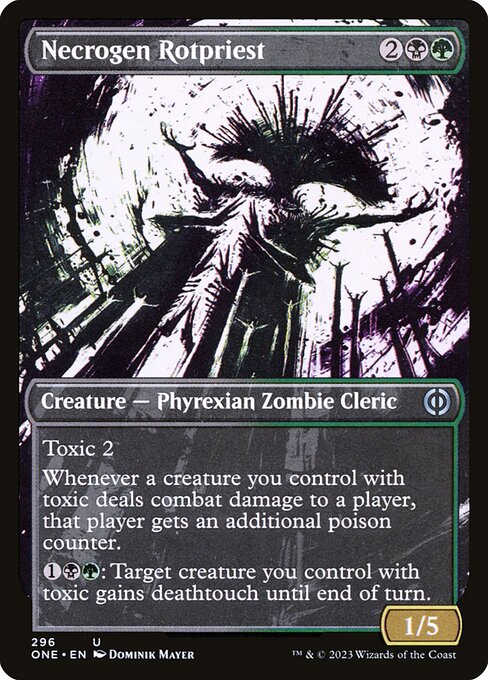 Necrogen Rotpriest 2
Creature — Phyrexian Zombie Cleric
Toxic 2
Whenever a creature you control with
toxic deals combat damage to a player,
that player gets an additional poison
counter.
1: Target creature you control with
toxic gains deathtouch until end of turn.
1/5
296 U
ONE • EN Dominik Mayer ™ & © 2023 Wizards of the Coast